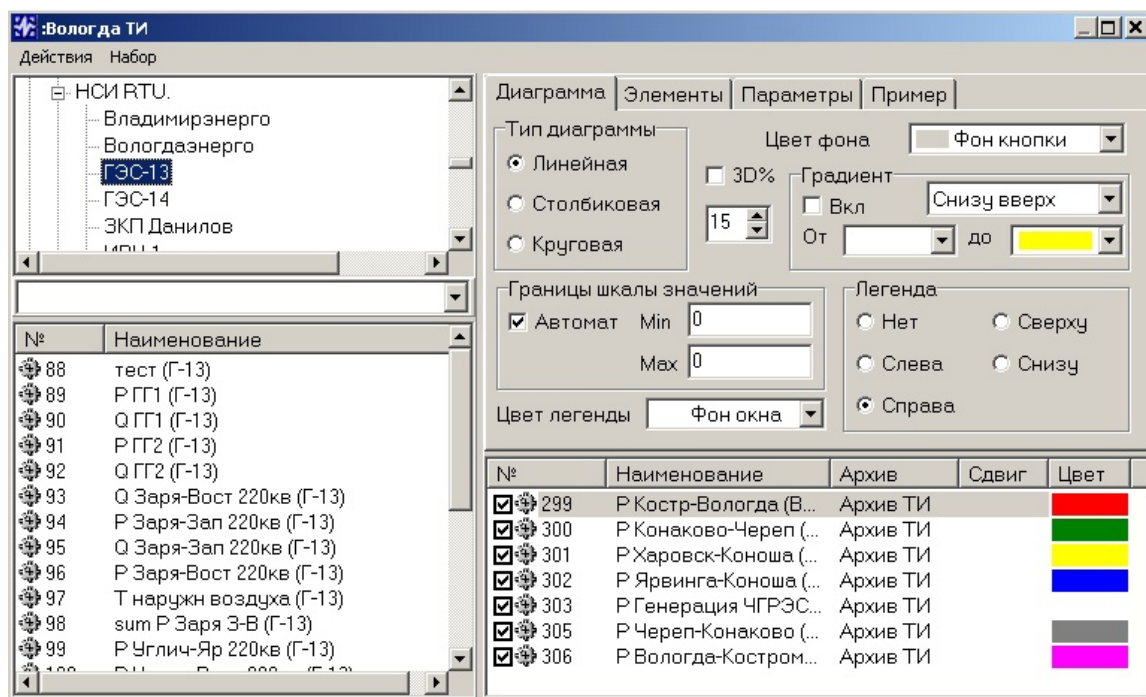 :Вологда ТИ
Действия Набор
НСИ RTU.
Владимирэнерго
Вологдаэнерго
ГЭС-13
ГЭС-14
ЗКП Данилов
№ Наименование
88 тест (Г-13)
89 P ГГ1 (Г-13)
90 Q ГГ1 (Г-13)
91 P ГГ2 (Г-13)
92 Q ГГ2 (Г-13)
93 Q Заря-Вост 220кв (Г-13)
94 P Заря-Зап 220кв (Г-13)
95 Q Заря-Зап 220кв (Г-13)
96 P Заря-Вост 220кв (Г-13)
97 T наружн воздуха (Г-13)
98 sum P Заря З-В (Г-13)
99 P Углич-Яр 220кв (Г-13)
Диаграмма Элементы Параметры Пример
Тип диаграммы
Линейная
Столбиковая
Круговая
Цвет фона Фон кнопки
3D%
15
Градиент
Вкл Снизу вверх
От до
Границы шкалы значений
Автомат Min 0
Max 0
Цвет легенды Фон окна
Легенда
Нет Сверху
Слева Снизу
Справа
№ Наименование Архив Сдвиг Цвет
299 P Костр-Вологда (В... Архив ТИ
300 P Конаково-Череп (... Архив ТИ
301 P Харовск-Коноша (... Архив ТИ
302 P Ярвинга-Коноша (... Архив ТИ
303 P Генерация ЧГРЭС... Архив ТИ
305 P Череп-Конаково (... Архив ТИ
306 P Вологда-Костром... Архив ТИ